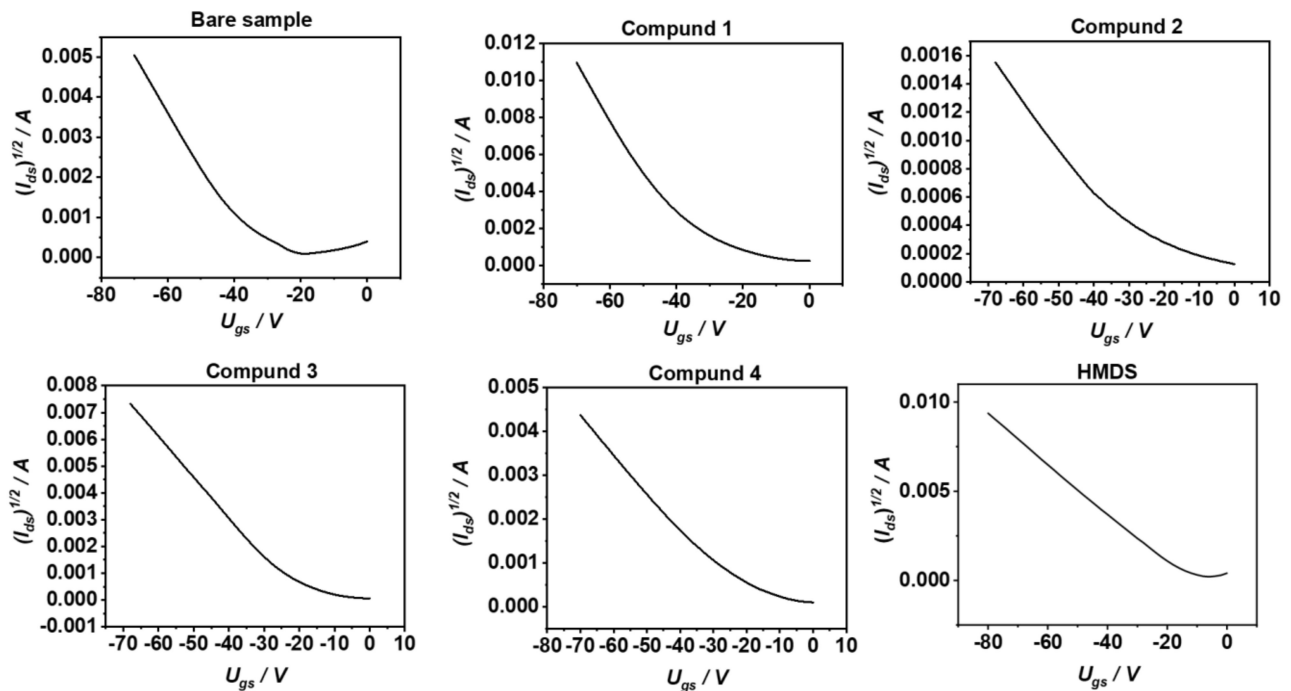 Bare sample
0.005
0.004
0.003
0.002
0.001
0.000
(I_ds)^1/2 / A
-80 -60 -40 -20 0
U_gs / V
Compund 1
0.012
0.010
0.008
0.006
0.004
0.002
0.000
(I_ds)^1/2 / A
-80 -60 -40 -20 0
U_gs / V
Compund 2
0.0016
0.0014
0.0012
0.0010
0.0008
0.0006
0.0004
0.0002
0.0000
(I_ds)^1/2 / A
-70 -60 -50 -40 -30 -20 -10 0 10
U_gs / V
Compund 3
0.008
0.007
0.006
0.005
0.004
0.003
0.002
0.001
0.000
-0.001
(I_ds)^1/2 / A
-70 -60 -50 -40 -30 -20 -10 0 10
U_gs / V
Compund 4
0.005
0.004
0.003
0.002
0.001
0.000
(I_ds)^1/2 / A
-80 -70 -60 -50 -40 -30 -20 -10 0 10
U_gs / V
HMDS
0.010
0.005
0.000
(I_ds)^1/2 / A
-80 -60 -40 -20 0
U_gs / V